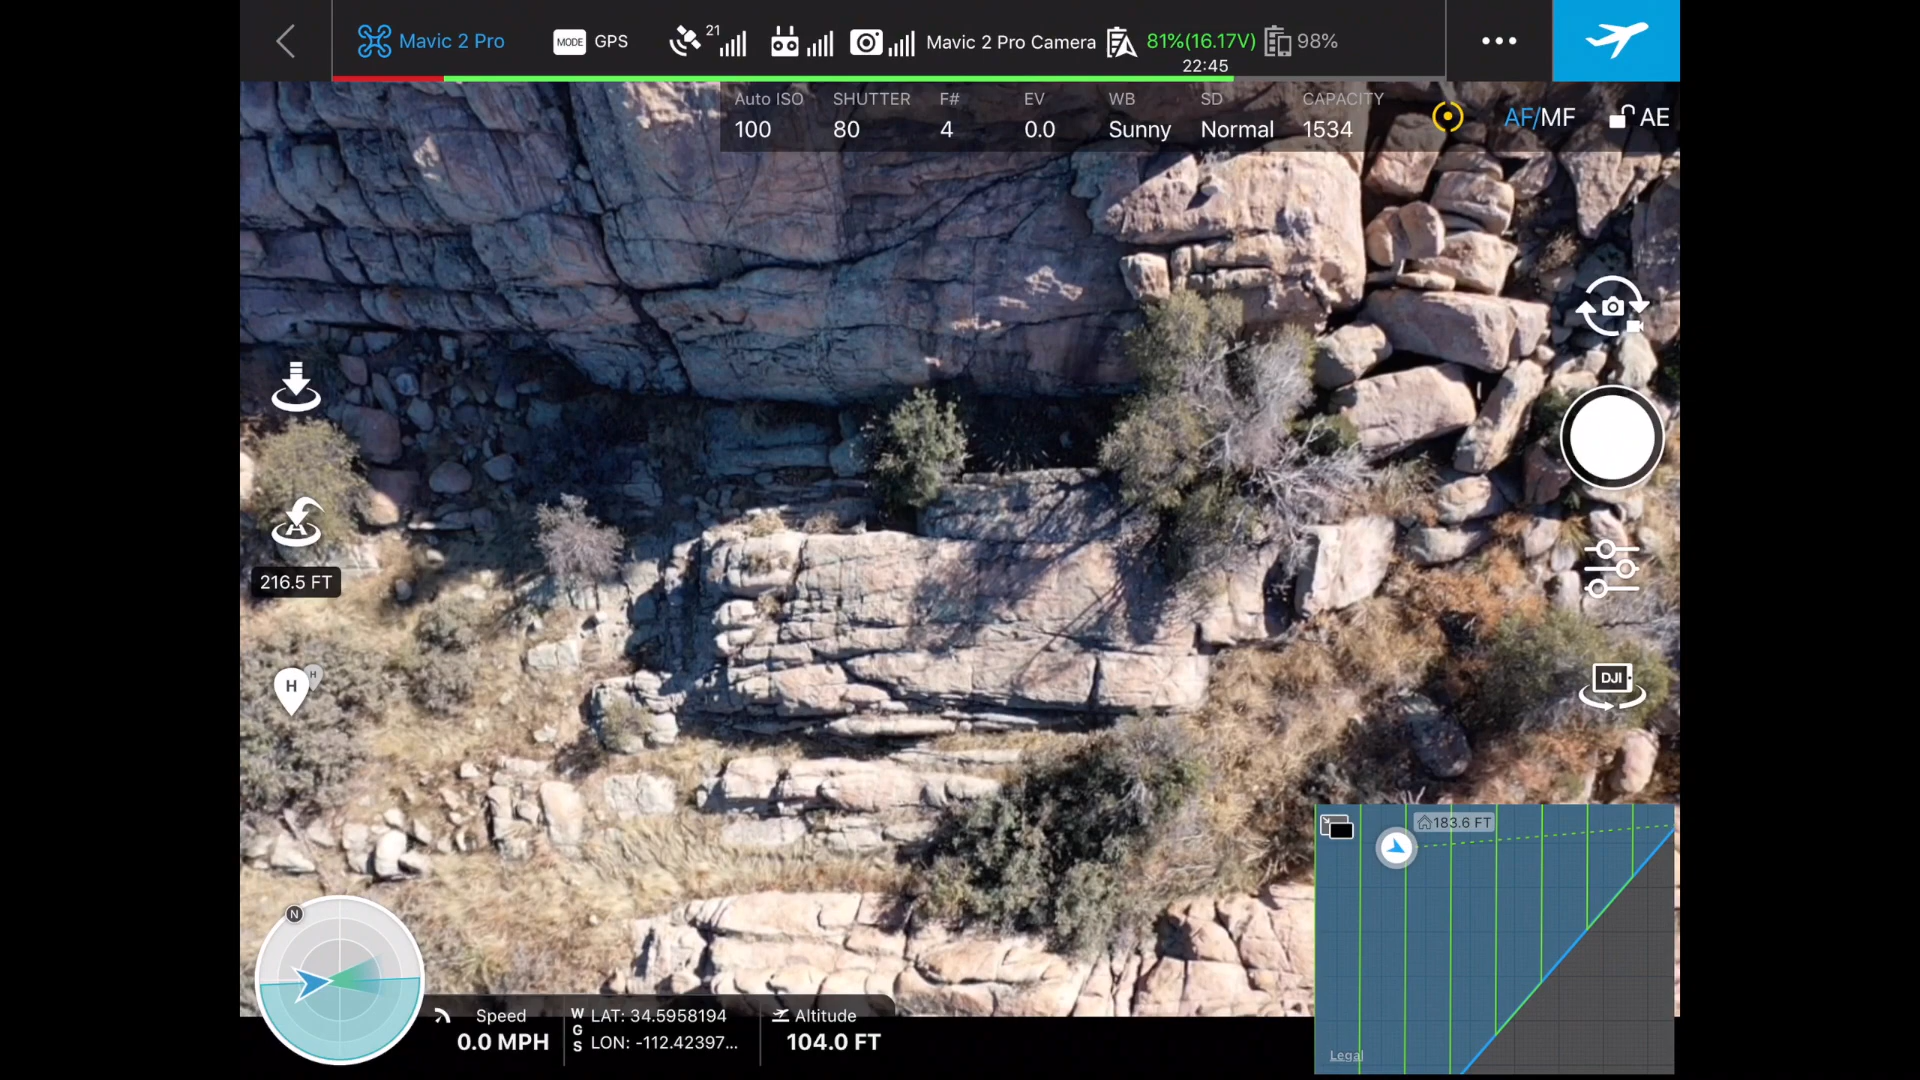 Mavic 2 Pro
MODE GPS
21
Mavic 2 Pro Camera
81%(16.17V)
98%
22:45
Auto ISO SHUTTER F# EV WB SD CAPACITY
100 80 4 0.0 Sunny Normal 1534
AF/MF
AE
A
216.5 FT
H H
DJI
183.6 FT
N
Speed
0.0 MPH
WGS
LAT: 34.5958194
LON: -112.42397...
Altitude
104.0 FT
Legal